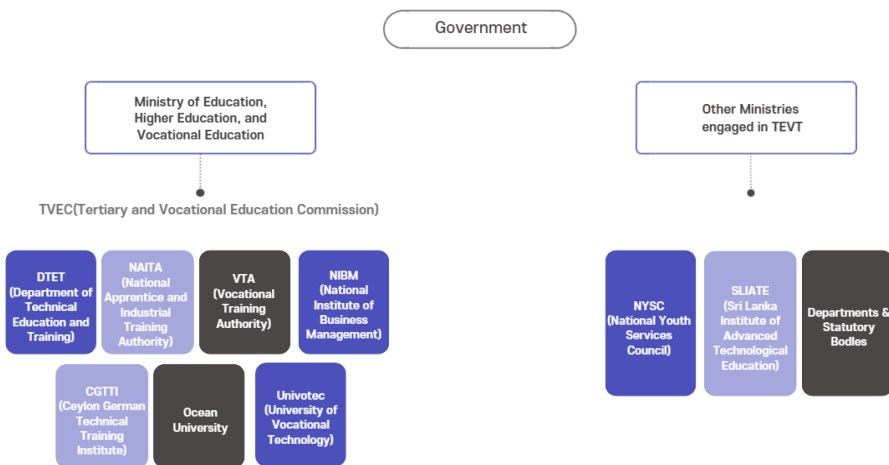 Government
Ministry of Education,
Higher Education, and
Vocational Education
Other Ministries
engaged in TEVT
TVEC(Tertiary and Vocational Education Commission)
DTET
(Department of
Technical
Education and
Training)
NAITA
(National
Apprentice and
Industrial
Training
Authority)
VTA
(Vocational
Training
Authority)
NIBM
(National
Institute of
Business
Management)
NYSC
(National Youth
Services
Council)
SLIATE
(Sri Lanka
Institute of
Advanced
Technological
Education)
Departments &
Statutory
Bodles
CGTTI
(Ceylon German
Technical
Training
Institute)
Ocean
University
Univotec
(University of
Vocational
Technology)